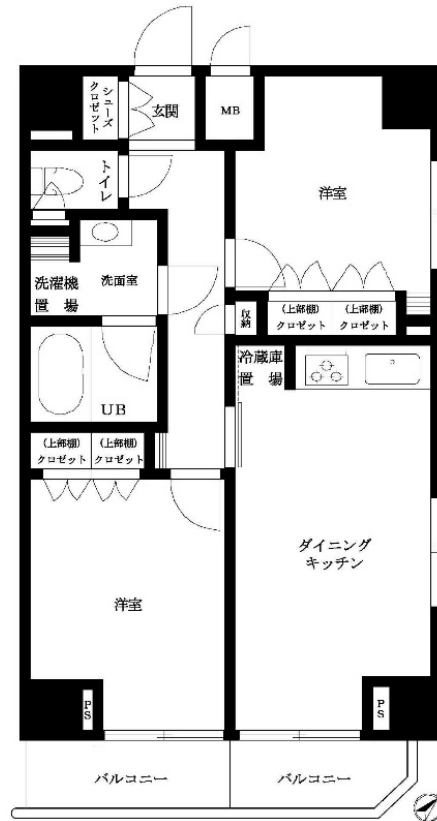 シューズ
クロゼット
玄関
MB
トイレ
洋室
洗濯機
置場
洗面室
収納
(上部棚)
クロゼット
(上部棚)
クロゼット
冷蔵庫
置場
UB
(上部棚)
クロゼット
(上部棚)
クロゼット
ダイニング
キッチン
洋室
PS
PS
バルコニー
バルコニー